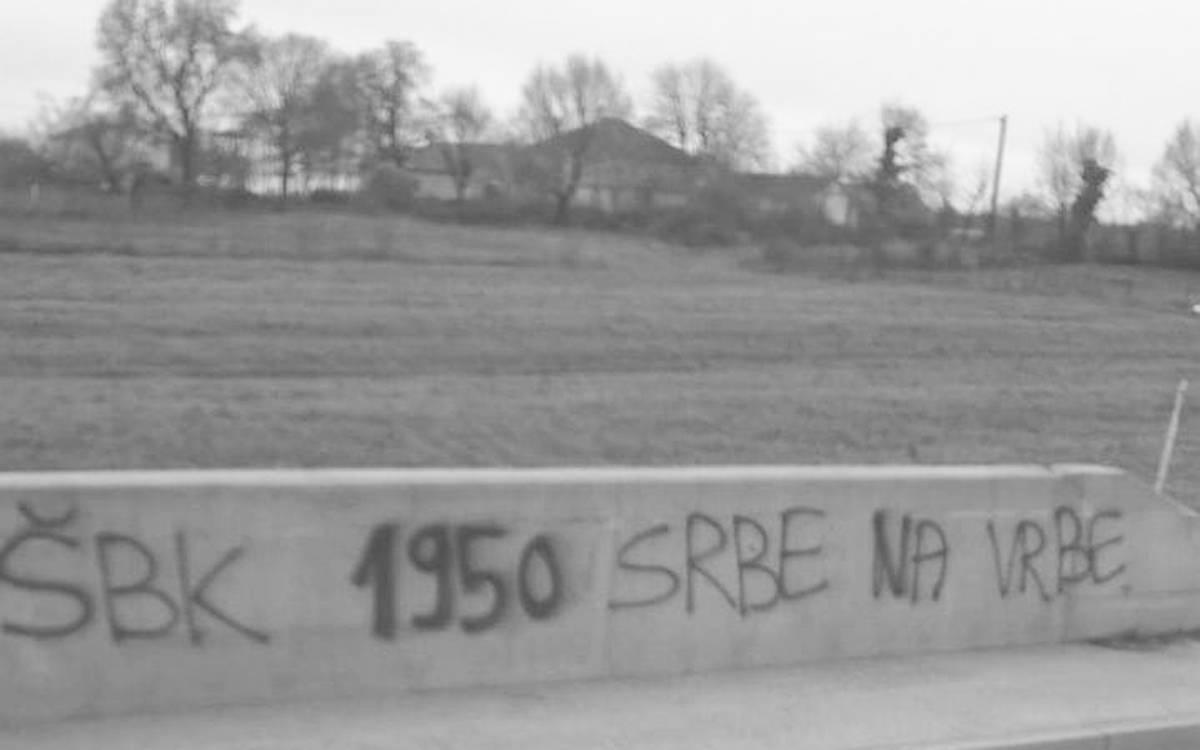 ŠBK 1950 SRBE NA VRBE.